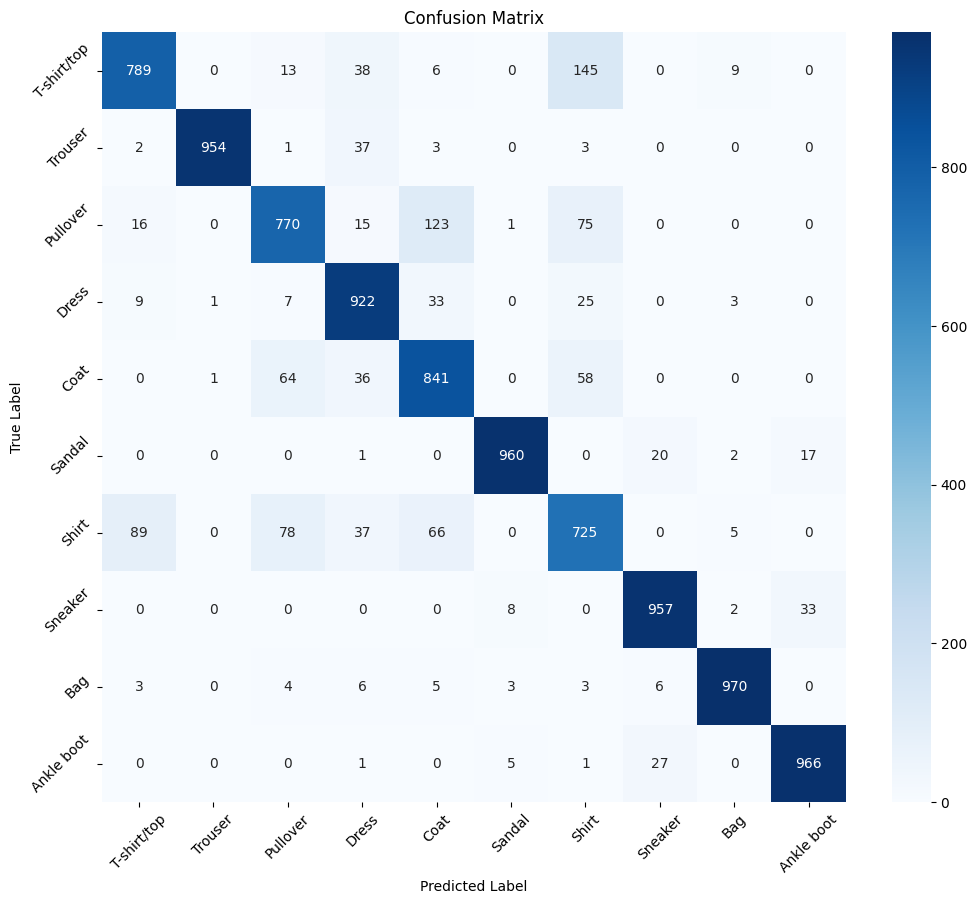 Confusion Matrix
T-shirt/top 789 0 13 38 6 0 145 0 9 0
Trouser 2 954 1 37 3 0 3 0 0 0
Pullover 16 0 770 15 123 1 75 0 0 0
Dress 9 1 7 922 33 0 25 0 3 0
Coat 0 1 64 36 841 0 58 0 0 0
Sandal 0 0 0 1 0 960 0 20 2 17
Shirt 89 0 78 37 66 0 725 0 5 0
Sneaker 0 0 0 0 0 8 0 957 2 33
Bag 3 0 4 6 5 3 3 6 970 0
Ankle boot 0 0 0 1 0 5 1 27 0 966
T-shirt/top Trouser Pullover Dress Coat Sandal Shirt Sneaker Bag Ankle boot
Predicted Label
True Label
800
600
400
200
0